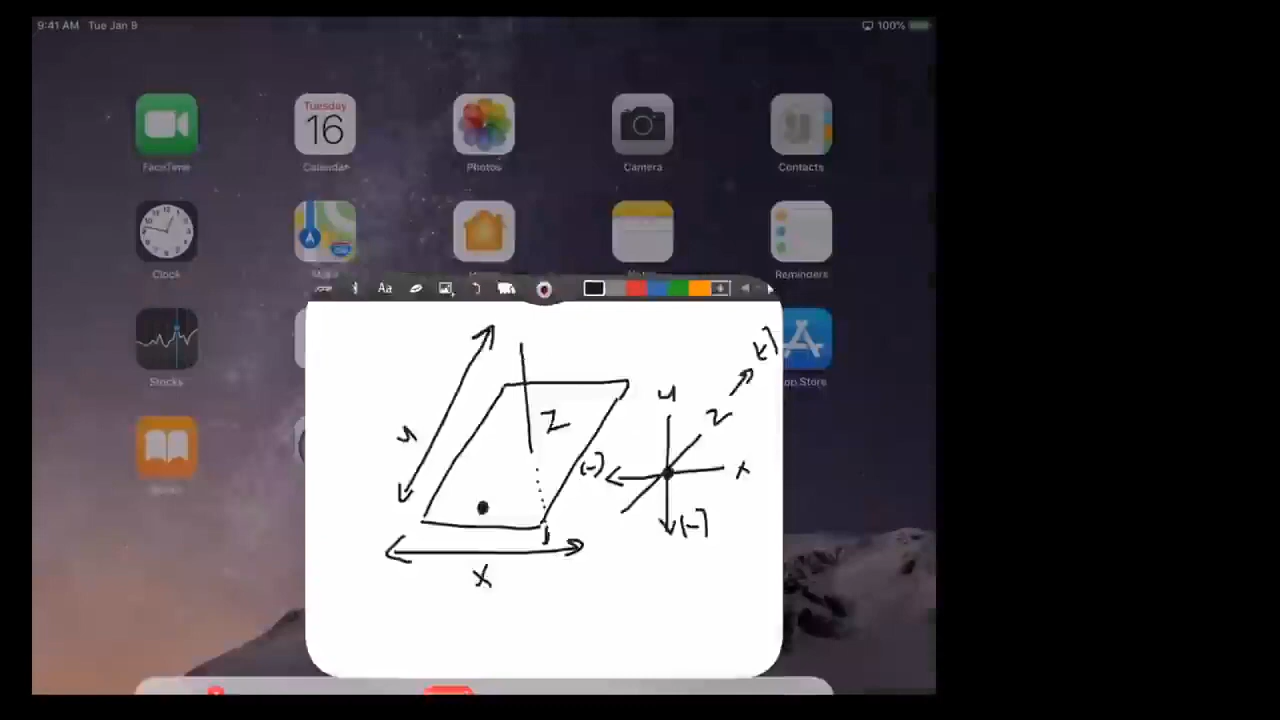 9:41 AM Tue Jan 9
100%
Tuesday
16
FaceTime
Calendar
Photos
Camera
Contacts
Clock
Reminders
Aa
Stocks
App Store
y
Z
(-)
y
Z
x
(-)
x